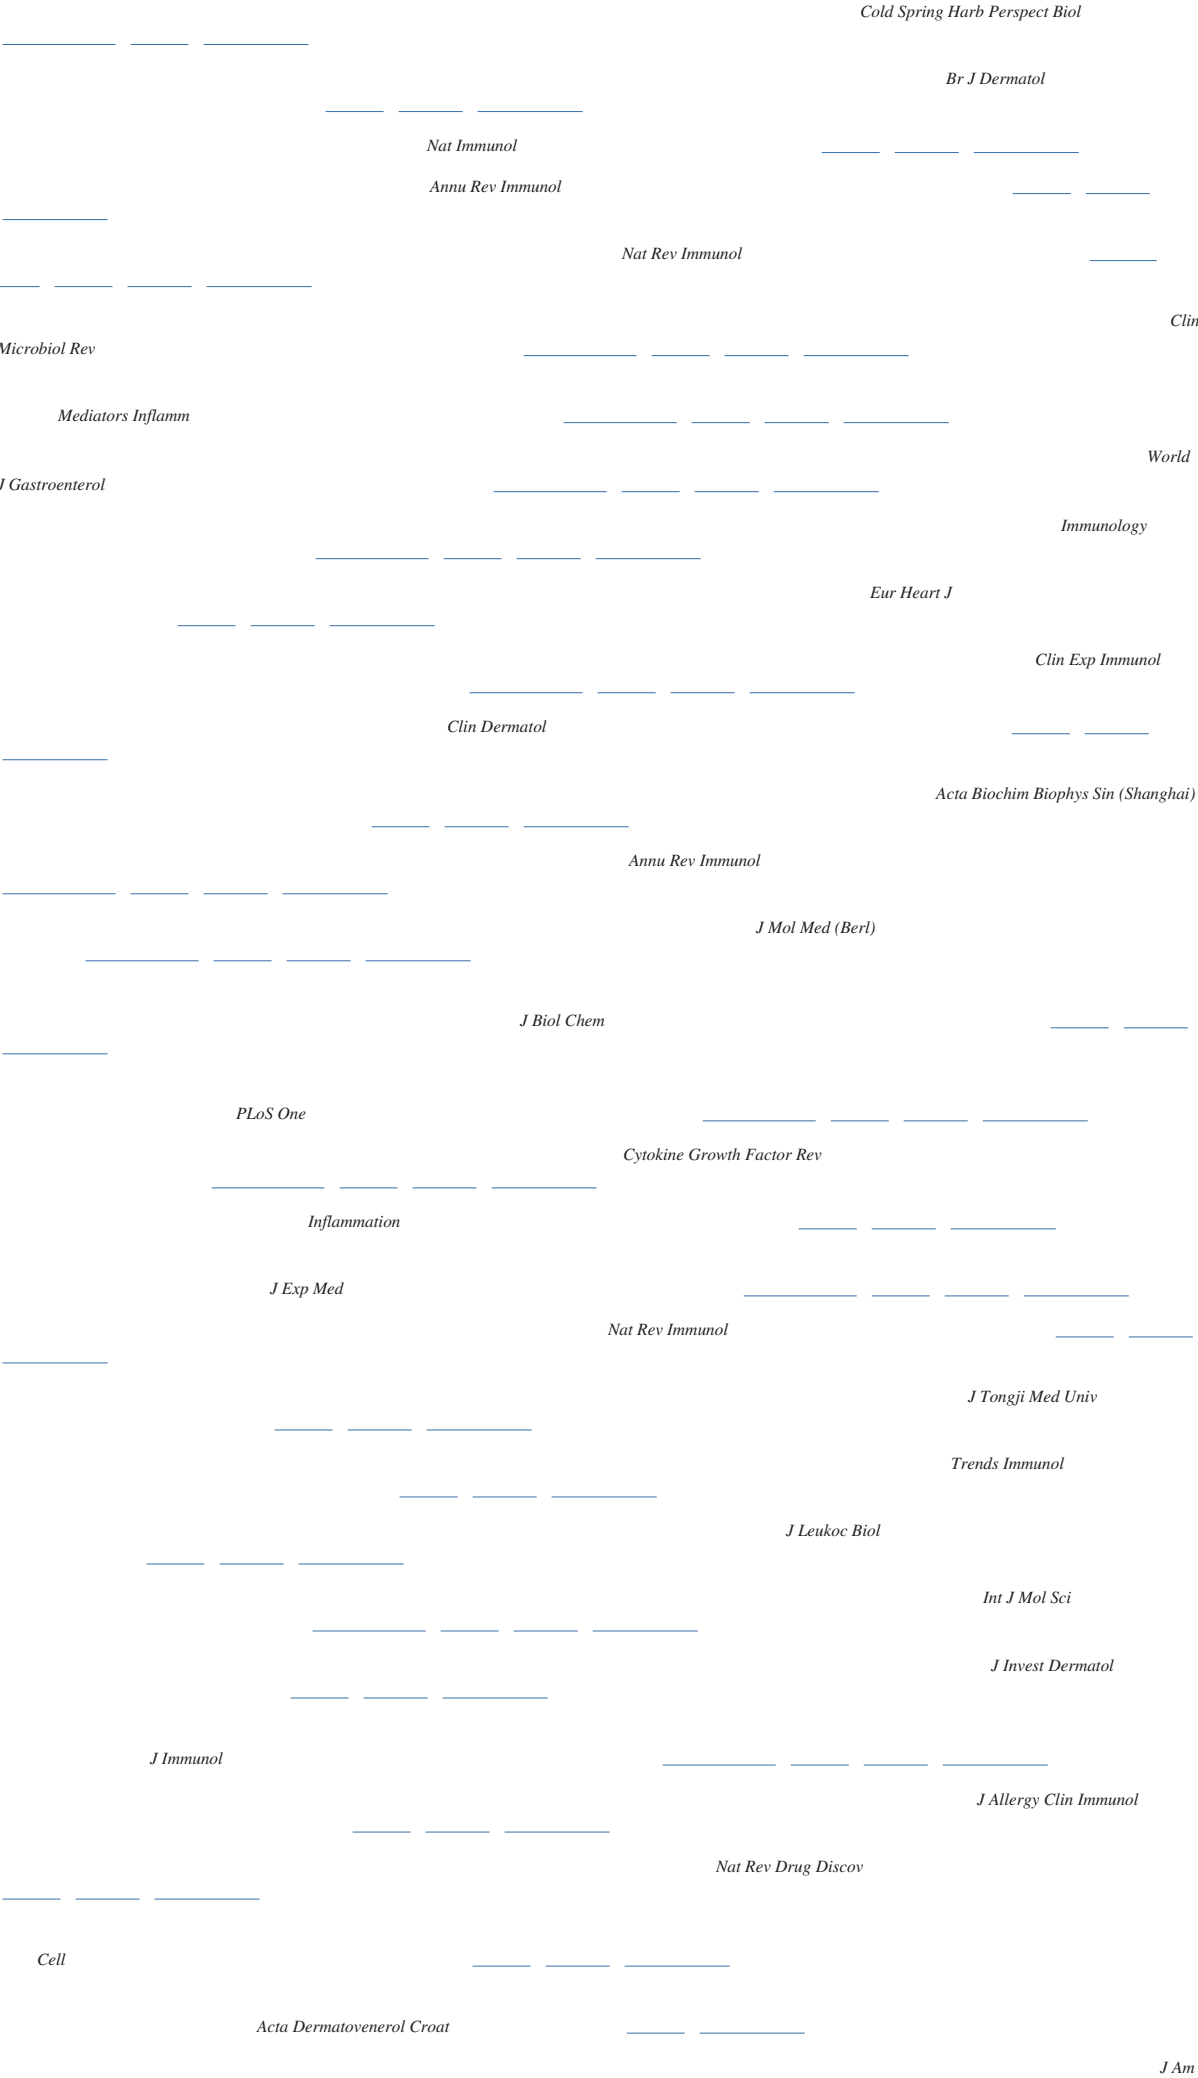 Cold Spring Harb Perspect Biol
Br J Dermatol
Nat Immunol
Annu Rev Immunol
Nat Rev Immunol
Clin
Microbiol Rev
Mediators Inflamm
World
J Gastroenterol
Immunology
Eur Heart J
Clin Exp Immunol
Clin Dermatol
Acta Biochim Biophys Sin (Shanghai)
Annu Rev Immunol
J Mol Med (Berl)
J Biol Chem
PLoS One
Cytokine Growth Factor Rev
Inflammation
J Exp Med
Nat Rev Immunol
J Tongji Med Univ
Trends Immunol
J Leukoc Biol
Int J Mol Sci
J Invest Dermatol
J Immunol
J Allergy Clin Immunol
Nat Rev Drug Discov
Cell
Acta Dermatovenerol Croat
J Am